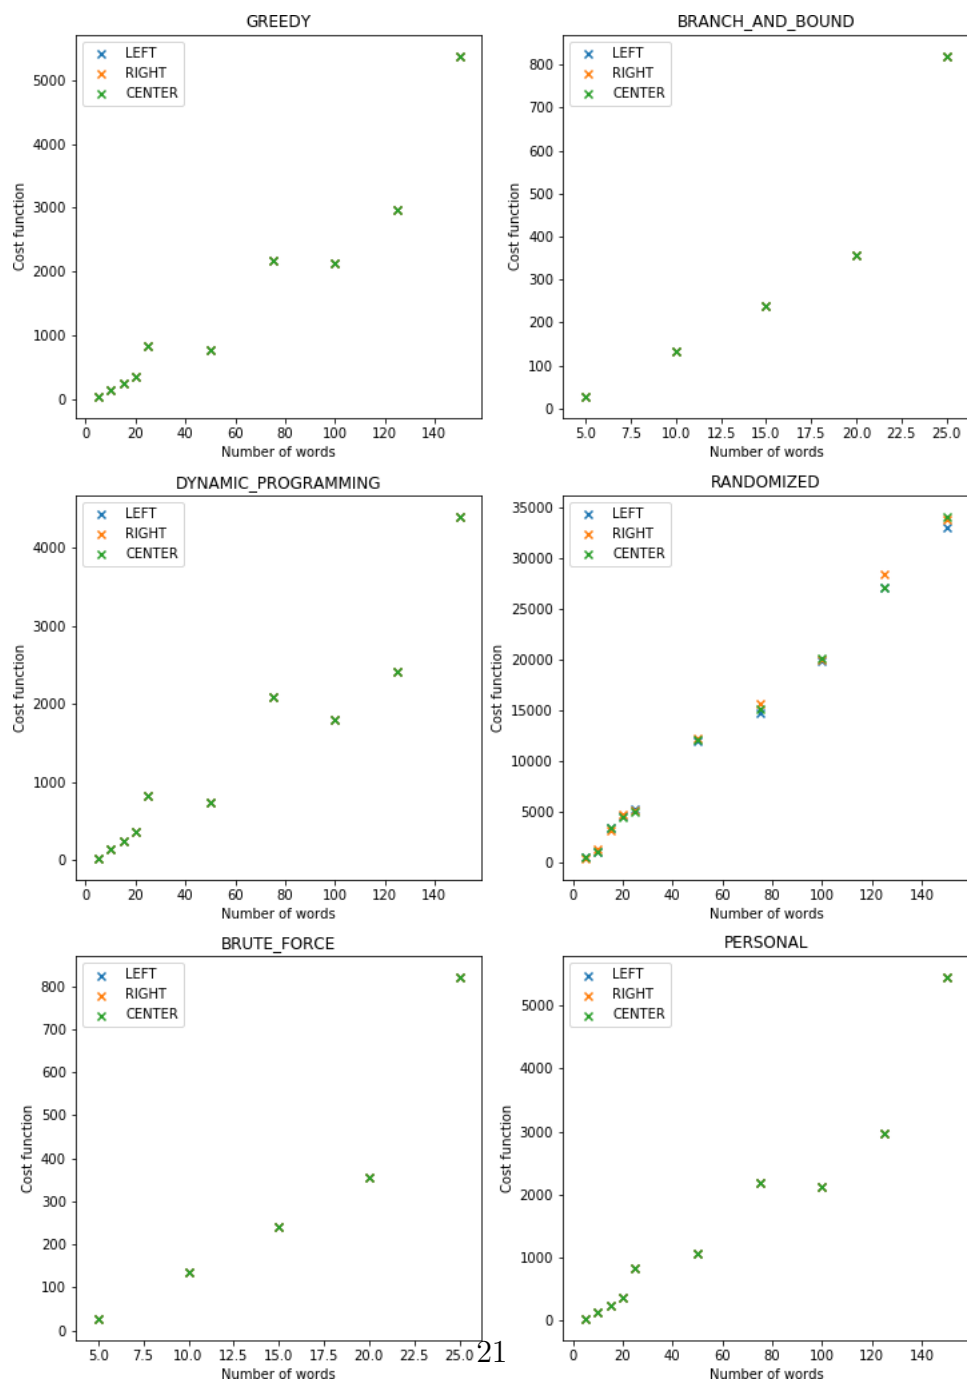 GREEDY
LEFT
RIGHT
CENTER
5000
4000
3000
2000
1000
0
Cost function
0 20 40 60 80 100 120 140
Number of words
BRANCH_AND_BOUND
LEFT
RIGHT
CENTER
800
700
600
500
400
300
200
100
0
Cost function
5.0 7.5 10.0 12.5 15.0 17.5 20.0 22.5 25.0
Number of words
DYNAMIC_PROGRAMMING
LEFT
RIGHT
CENTER
4000
3000
2000
1000
0
Cost function
0 20 40 60 80 100 120 140
Number of words
RANDOMIZED
LEFT
RIGHT
CENTER
35000
30000
25000
20000
15000
10000
5000
0
Cost function
0 20 40 60 80 100 120 140
Number of words
BRUTE_FORCE
LEFT
RIGHT
CENTER
800
700
600
500
400
300
200
100
0
Cost function
5.0 7.5 10.0 12.5 15.0 17.5 20.0 22.5 25.0
Number of words
PERSONAL
LEFT
RIGHT
CENTER
5000
4000
3000
2000
1000
0
Cost function
0 20 40 60 80 100 120 140
Number of words
21